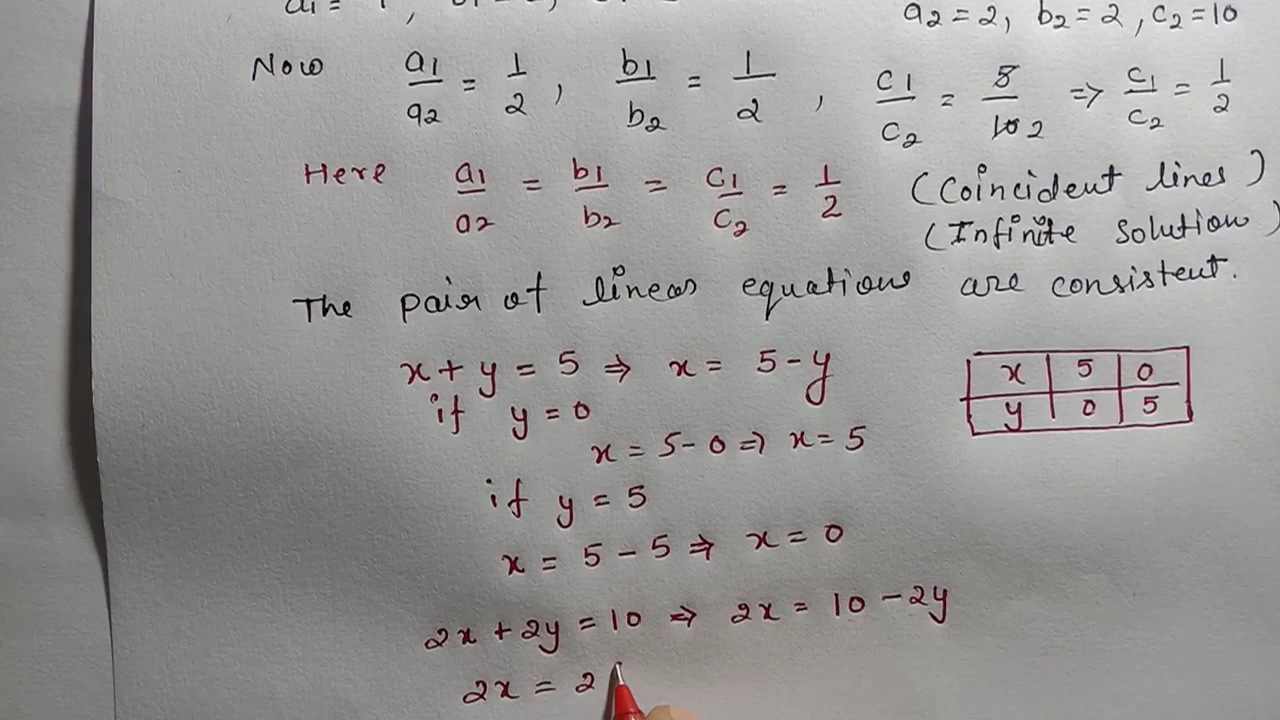 a₂ = 2, b₂ = 2, c₂ = 10
Now a₁/a₂ = 1/2, b₁/b₂ = 1/2, c₁/c₂ = 5/10 2 ⇒ c₁/c₂ = 1/2
Here a₁/a₂ = b₁/b₂ = c₁/c₂ = 1/2 (Coincident lines)
(Infinite solution)
The pair of linear equations are consistent.
x + y = 5 ⇒ x = 5 - y
x 5 0
if y = 0
y 0 5
x = 5 - 0 ⇒ x = 5
if y = 5
x = 5 - 5 ⇒ x = 0
2x + 2y = 10 ⇒ 2x = 10 - 2y
2x = 2